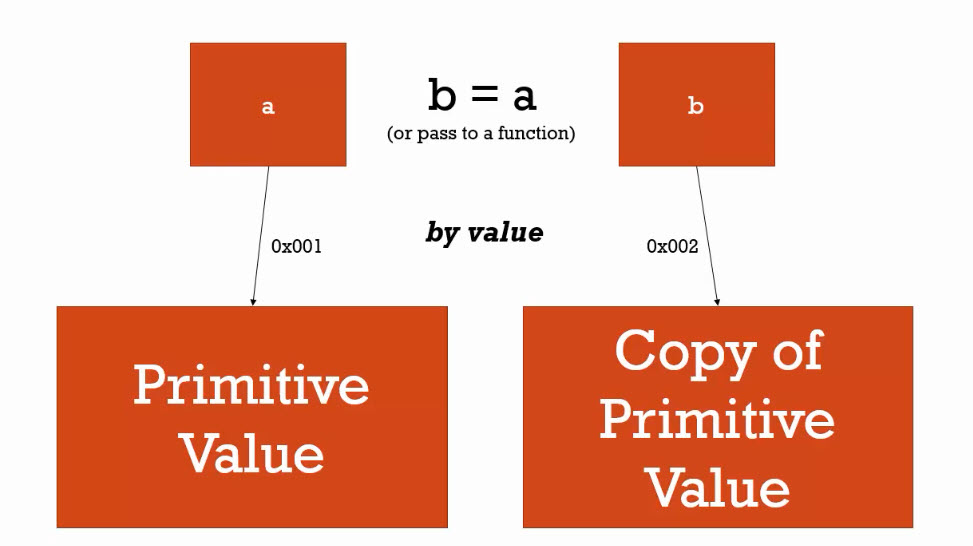 a
b = a
(or pass to a function)
b
by value
0x001
0x002
Primitive
Value
Copy of
Primitive
Value